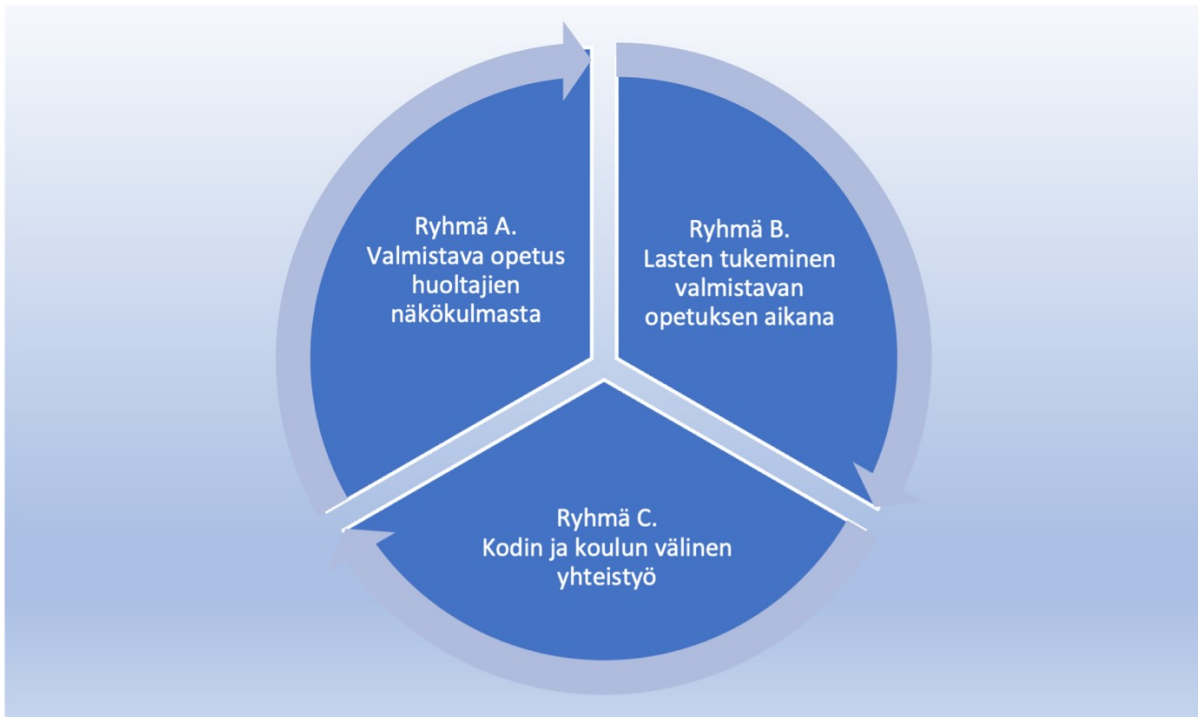 Ryhmä A.
Valmistava opetus
huoltajien
näkökulmasta
Ryhmä B.
Lasten tukeminen
valmistavan
opetuksen aikana
Ryhmä C.
Kodin ja koulun välinen
yhteistyö